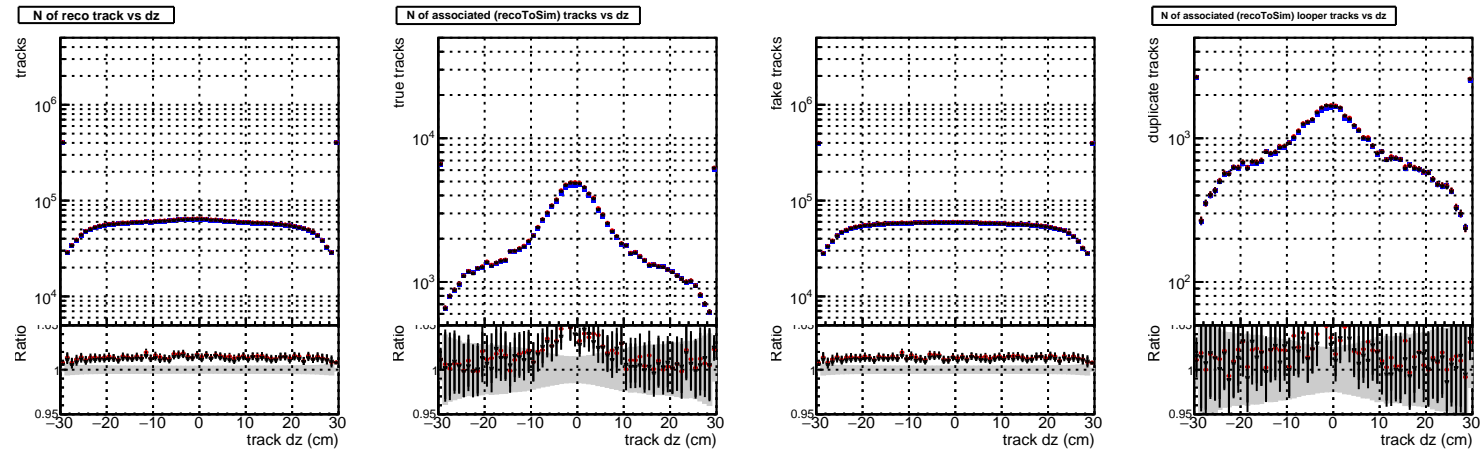 N of reco track vs dz
tracks
10^6
10^5
10^4
Ratio
1
0.95
−30 −20 −10 0 10 20 30
track dz (cm)
N of associated (recoToSim) tracks vs dz
true tracks
10^4
10^3
Ratio
1
0.95
−30 −20 −10 0 10 20 30
track dz (cm)
fake tracks
10^6
10^5
10^4
Ratio
1
0.95
−30 −20 −10 0 10 20 30
track dz (cm)
N of associated (recoToSim) looper tracks vs dz
duplicate tracks
10^3
10^2
Ratio
1
0.95
−30 −20 −10 0 10 20 30
track dz (cm)